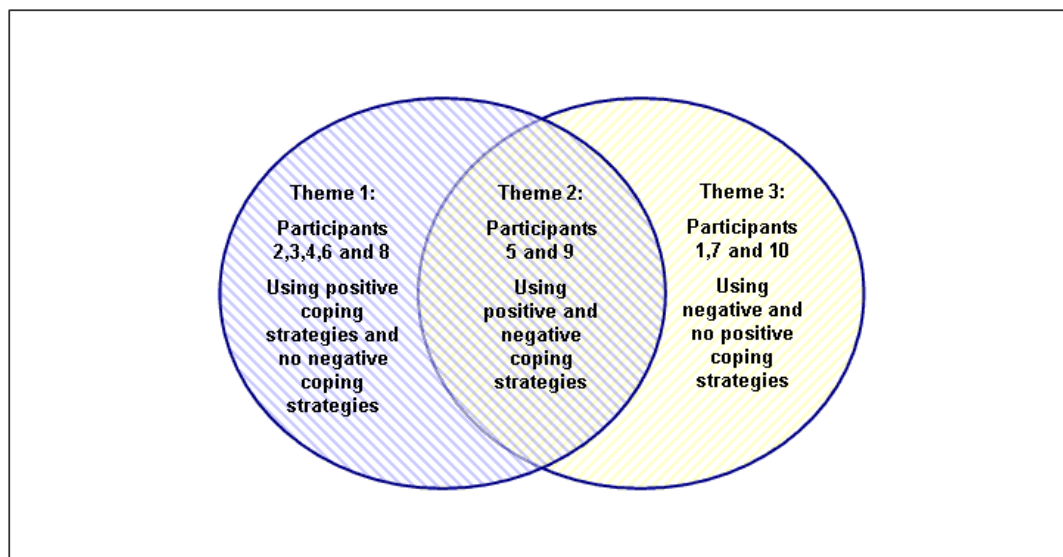 Theme 1:
Participants
2,3,4,6 and 8
Using positive
coping
strategies and
no negative
coping
strategies
Theme 2:
Participants
5 and 9
Using
positive and
negative
coping
strategies
Theme 3:
Participants
1,7 and 10
Using
negative and
no positive
coping
strategies